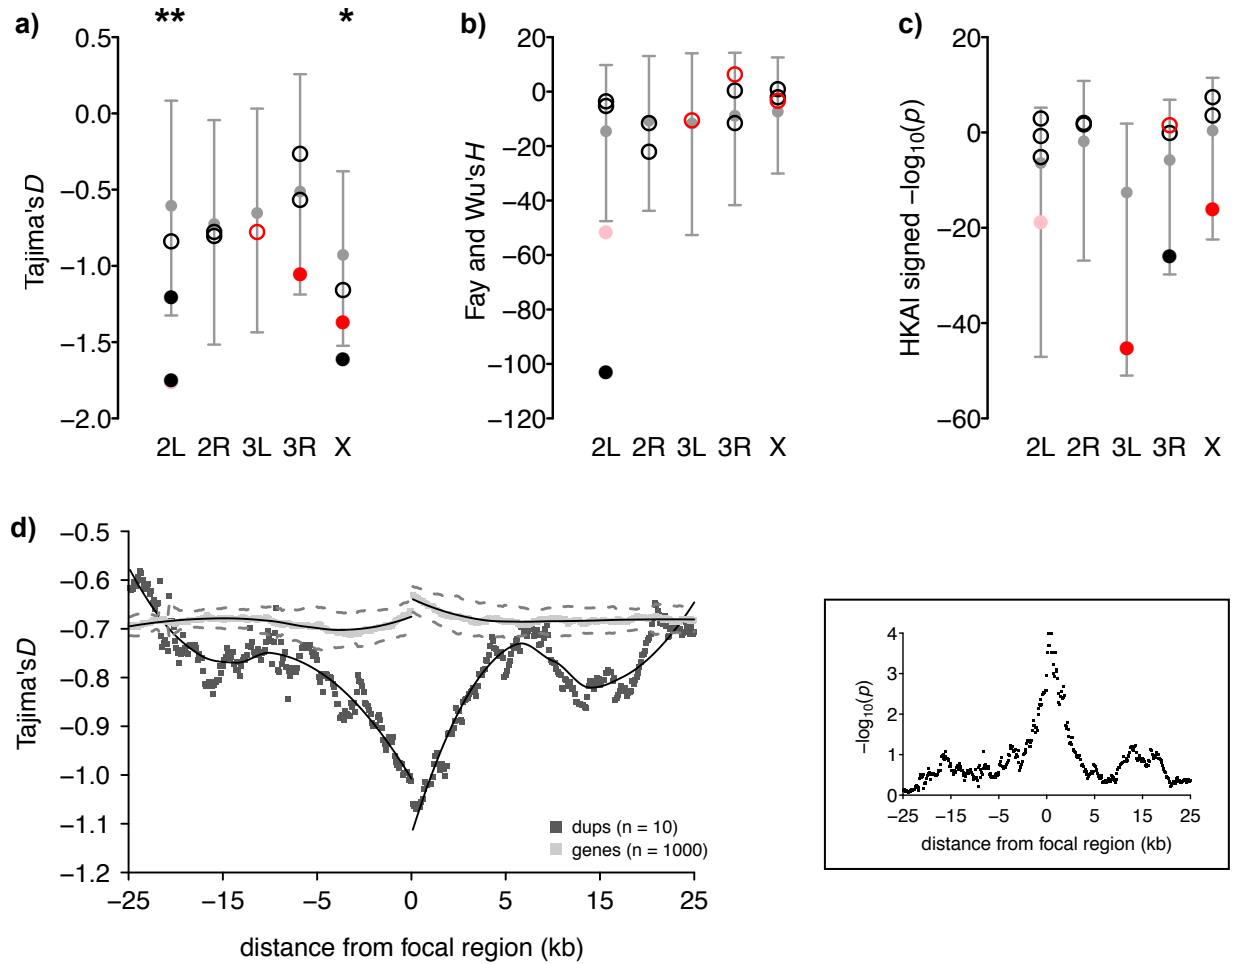 a)
**
*
Tajima's D
0.5
0.0
−0.5
−1.0
−1.5
−2.0
2L 2R 3L 3R X
b)
Fay and Wu's H
20
0
−20
−40
−60
−80
−100
−120
2L 2R 3L 3R X
c)
HKAl signed −log10(p)
20
0
−20
−40
−60
2L 2R 3L 3R X
d)
Tajima's D
−0.5
−0.6
−0.7
−0.8
−0.9
−1.0
−1.1
−1.2
dups (n = 10)
genes (n = 1000)
−25 −15 −5 0 5 15 25
distance from focal region (kb)
−log10(p)
4
3
2
1
0
−25 −15 −5 0 5 15 25
distance from focal region (kb)